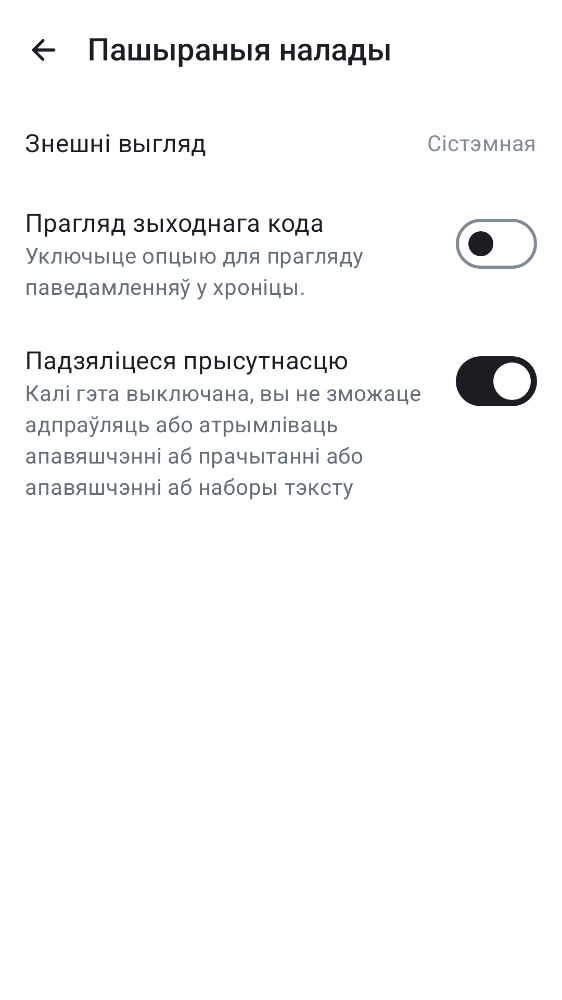 Пашыраныя налады
Знешні выгляд
Сістэмная
Прагляд зыходнага кода
Уключыце опцыю для прагляду
паведамленняў у хроніцы.
Падзяліцеся прысутнасцю
Калі гэта выключана, вы не зможаце
адпраўляць або атрымліваць
апавяшчэнні аб прачытанні або
апавяшчэнні аб наборы тэксту